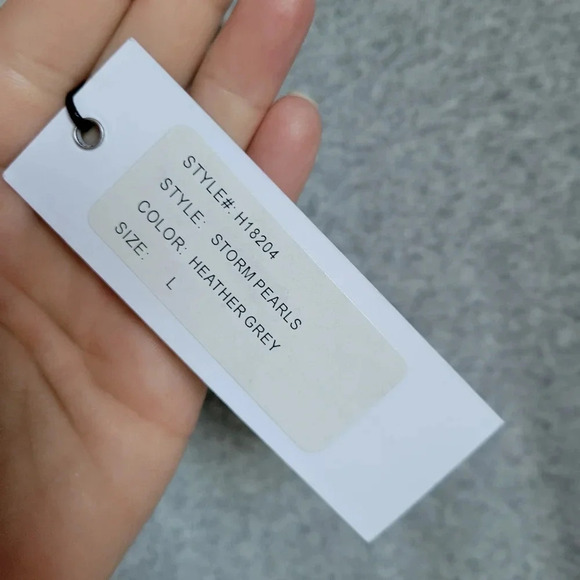 STYLE#: H18204
STYLE: STORM PEARLS
COLOR: HEATHER GREY
SIZE: L